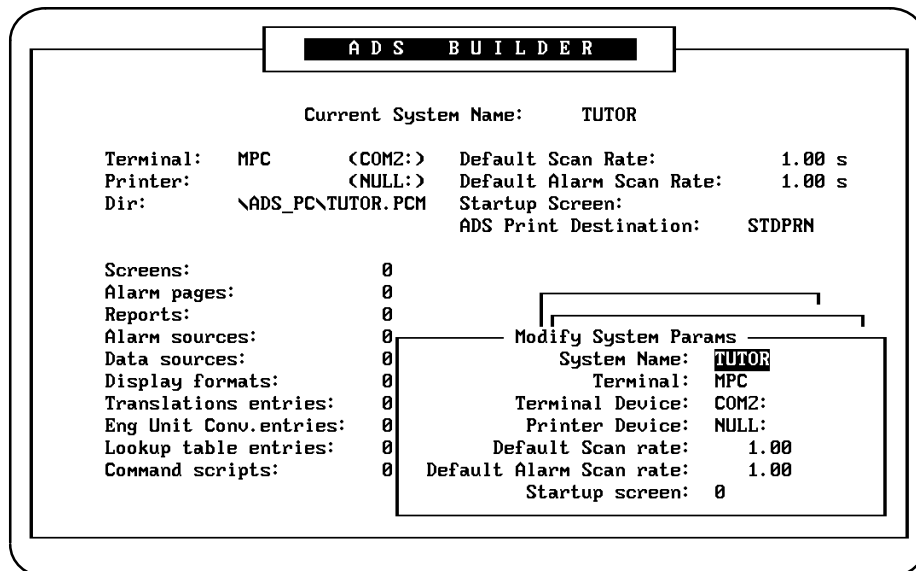 ADS BUILDER
Current System Name: TUTOR
Terminal: MPC (COM2:) Default Scan Rate: 1.00 s
Printer: (NULL:) Default Alarm Scan Rate: 1.00 s
Dir: \ADS_PC\TUTOR.PCM Startup Screen:
ADS Print Destination: STDPRN
Screens: 0
Alarm pages: 0
Reports: 0
Alarm sources: 0
Data sources: 0
Display formats: 0
Translations entries: 0
Eng Unit Conv.entries: 0
Lookup table entries: 0
Command scripts: 0
Modify System Params
System Name: TUTOR
Terminal: MPC
Terminal Device: COM2:
Printer Device: NULL:
Default Scan rate: 1.00
Default Alarm Scan rate: 1.00
Startup screen: 0